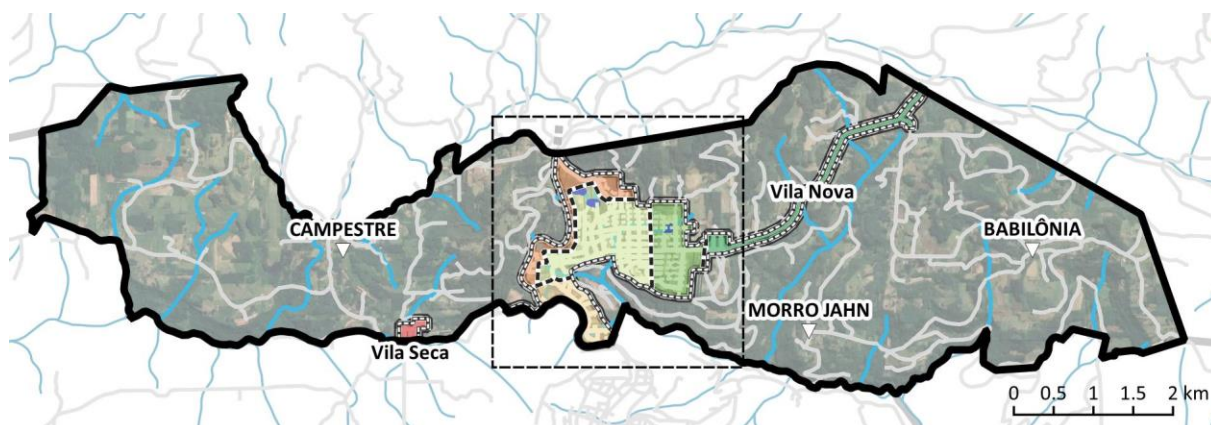 Vila Nova
CAMPESTRE
BABILÔNIA
MORRO JAHN
Vila Seca
0 0.5 1 1.5 2 km